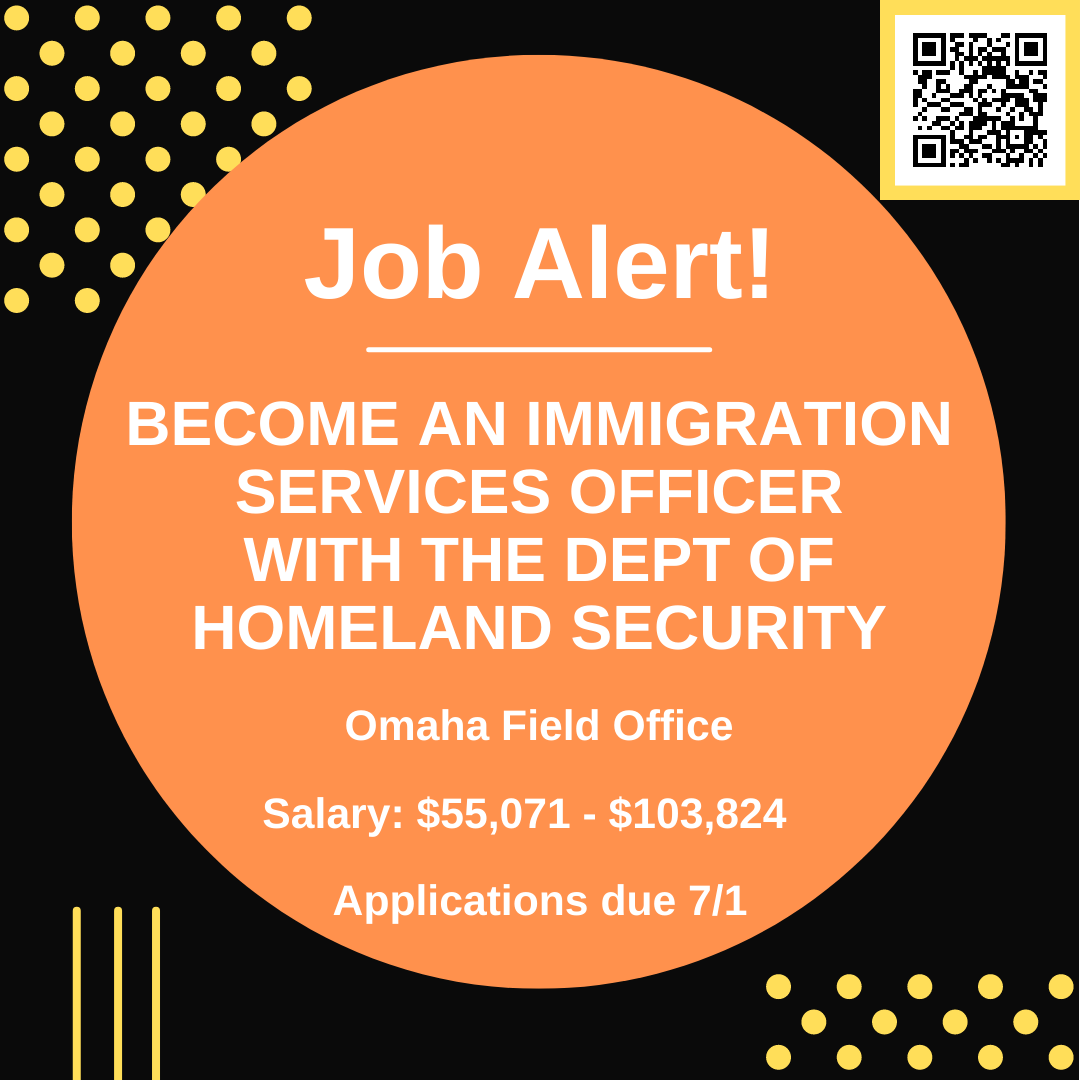 Job Alert!
BECOME AN IMMIGRATION
SERVICES OFFICER
WITH THE DEPT OF
HOMELAND SECURITY
Omaha Field Office
Salary: $55,071 - $103,824
Applications due 7/1